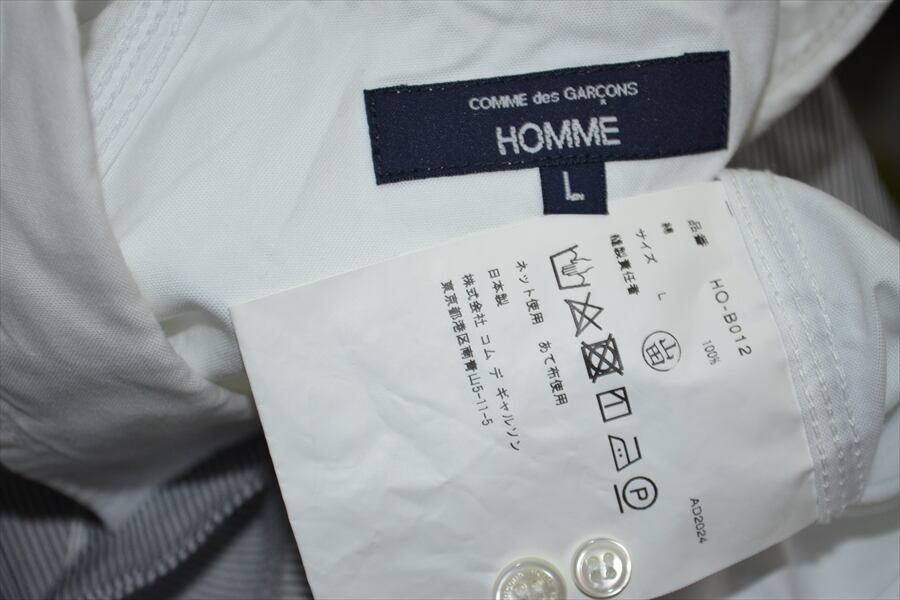 COMME des GARÇONS
HOMME
L
品番 HO-B012
綿 100%
サイズ L
縫製責任者 山田
ネット使用 あて布使用
日本製
株式会社 コム デ ギャルソン
東京都港区南青山5-11-5
P
AD2024